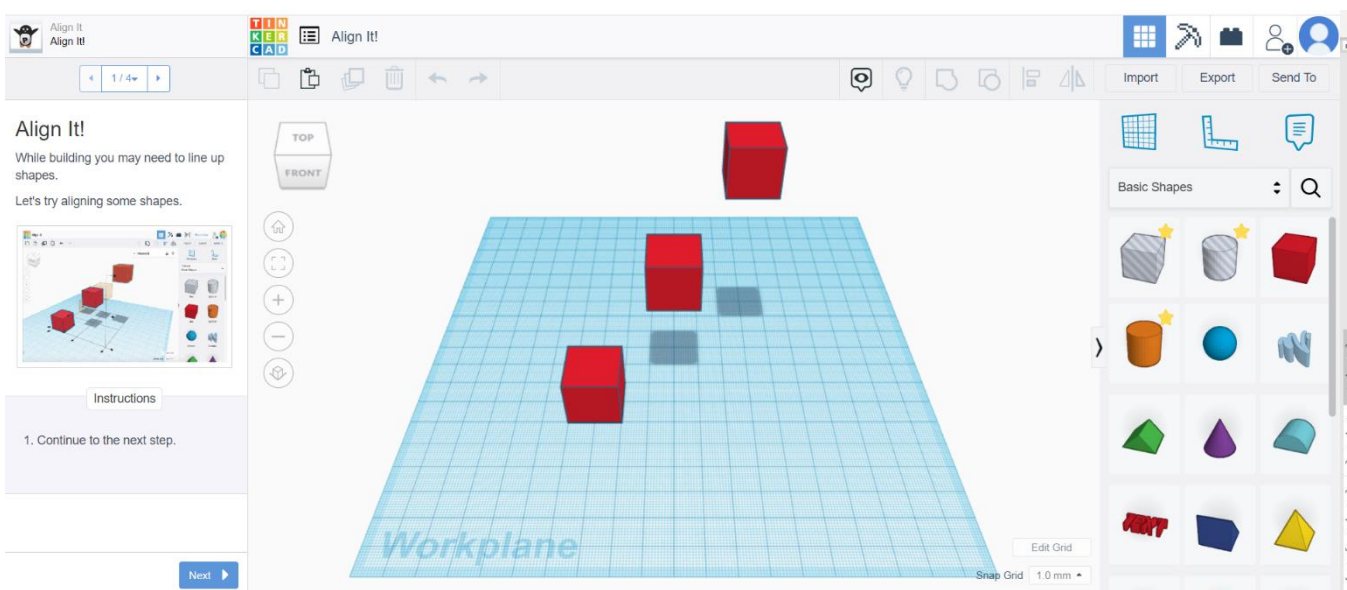 Align It
Align It!
1 / 4
Align It!
While building you may need to line up
shapes.
Let's try aligning some shapes.
Instructions
1. Continue to the next step.
Next
TIN
KER
CAD
Align It!
TOP
FRONT
Workplane
Edit Grid
Snap Grid 1.0 mm
Import Export Send To
Basic Shapes
TEXT